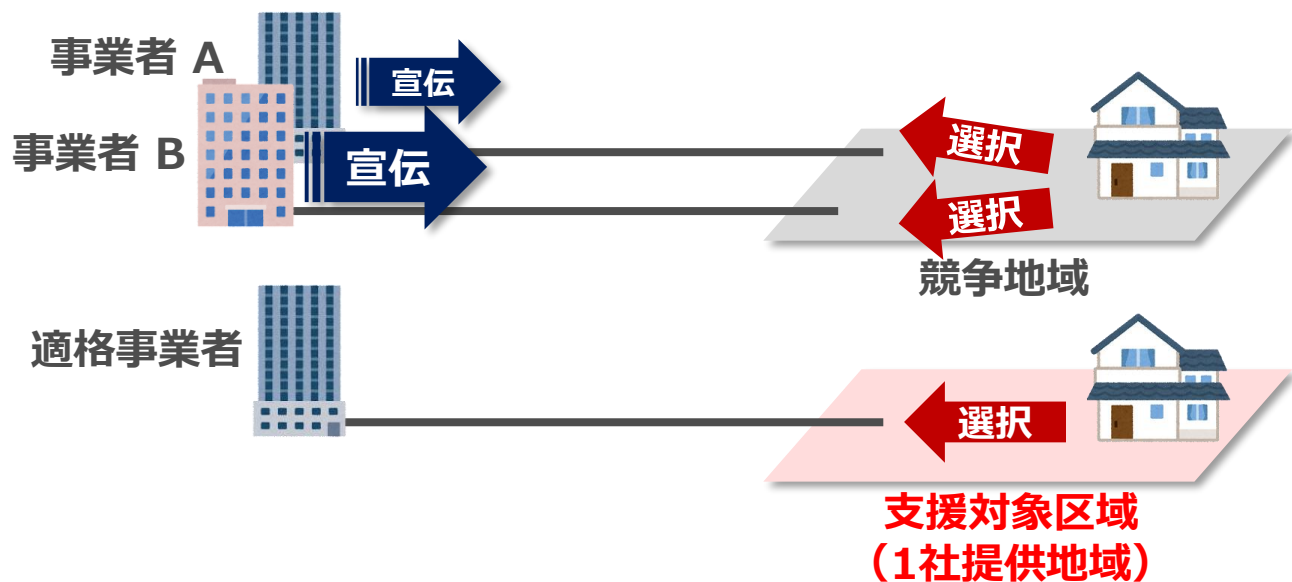 事業者 A
宣伝
事業者 B
宣伝
選択
選択
競争地域
適格事業者
選択
支援対象区域
（1社提供地域）